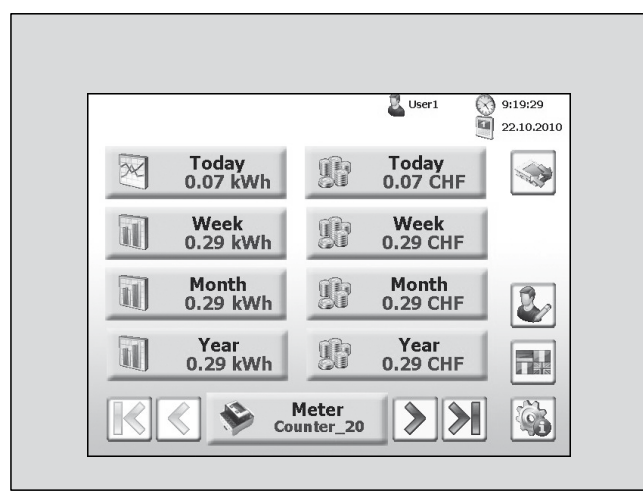 User1
9:19:29
22.10.2010
Today
0.07 kWh
Today
0.07 CHF
Week
0.29 kWh
Week
0.29 CHF
Month
0.29 kWh
Month
0.29 CHF
Year
0.29 kWh
Year
0.29 CHF
Meter
Counter_20